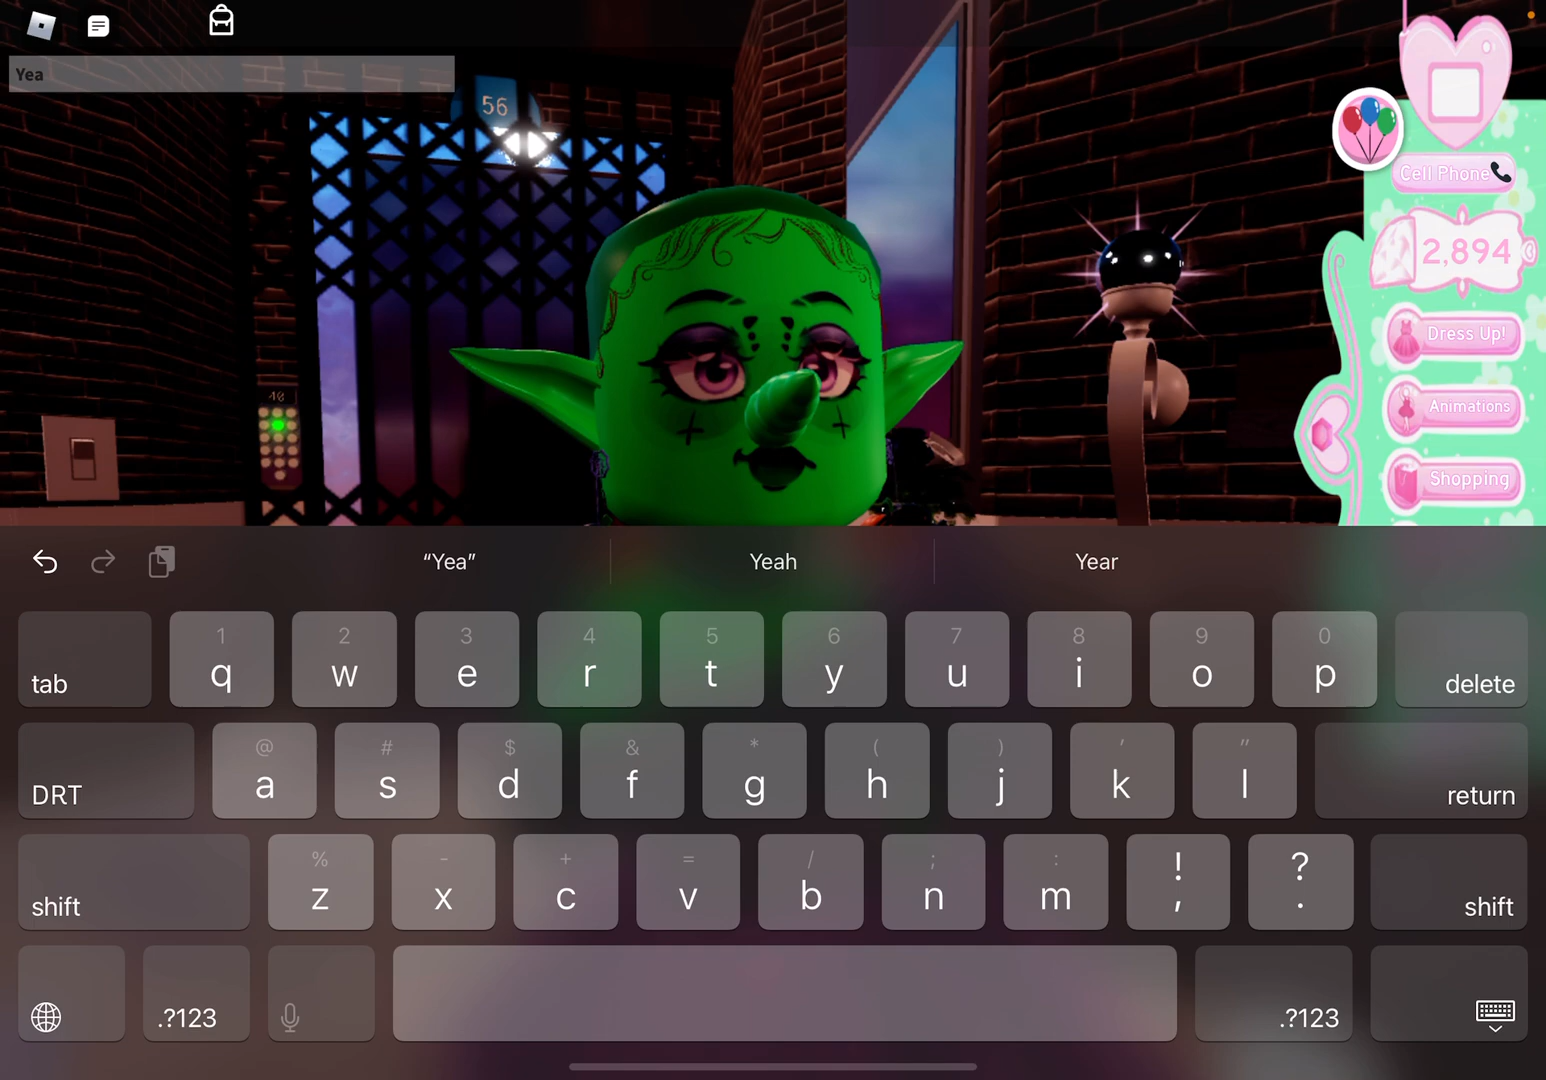 Yea
56
Cell Phone
2,894
40
Dress Up!
Animations
Shopping
“Yea” Yeah Year
1 2 3 4 5 6 7 8 9 0
tab q w e r t y u i o p delete
@ # $ & * ( ) ' "
DRT a s d f g h j k l return
% - + = / ; : ! ?
shift z x c v b n m , . shift
.?123 .?123